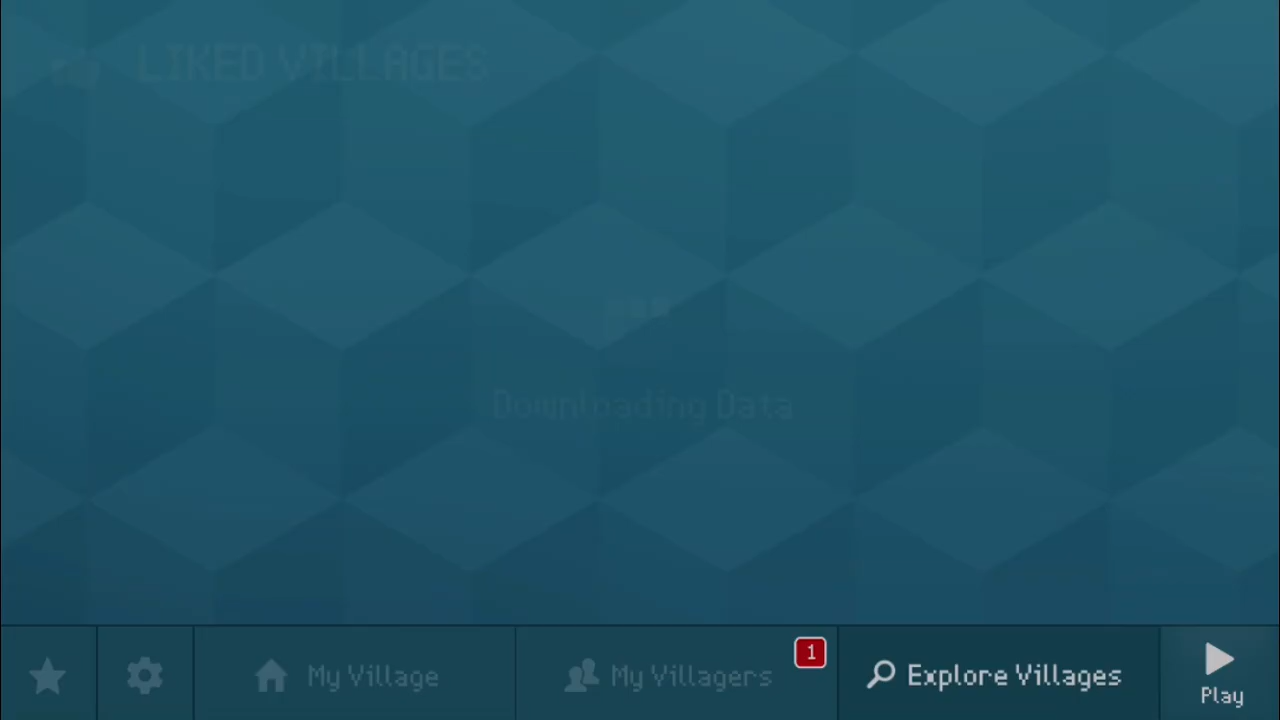 LIKED VILLAGES
Downloading Data
My Village
My Villagers
1
Explore Villages
Play